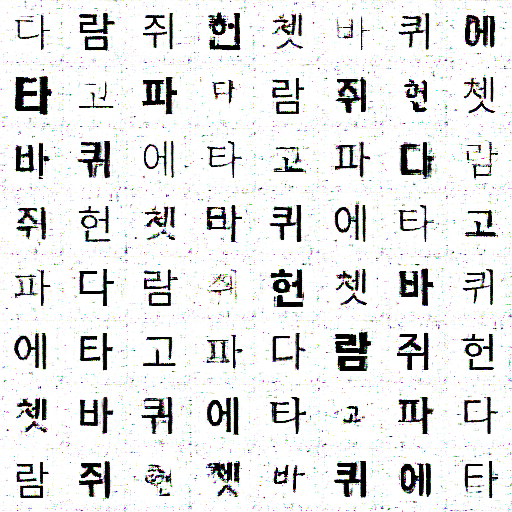 다 람 쥐 헌 쳇 바 퀴 에
타 고 파 다 람 쥐 헌 쳇
바 퀴 에 타 고 파 다 람
쥐 헌 쳇 바 퀴 에 타 고
파 다 람 쥐 헌 쳇 바 퀴
에 타 고 파 다 람 쥐 헌
쳇 바 퀴 에 타 고 파 다
람 쥐 헌 쳇 바 퀴 에 타